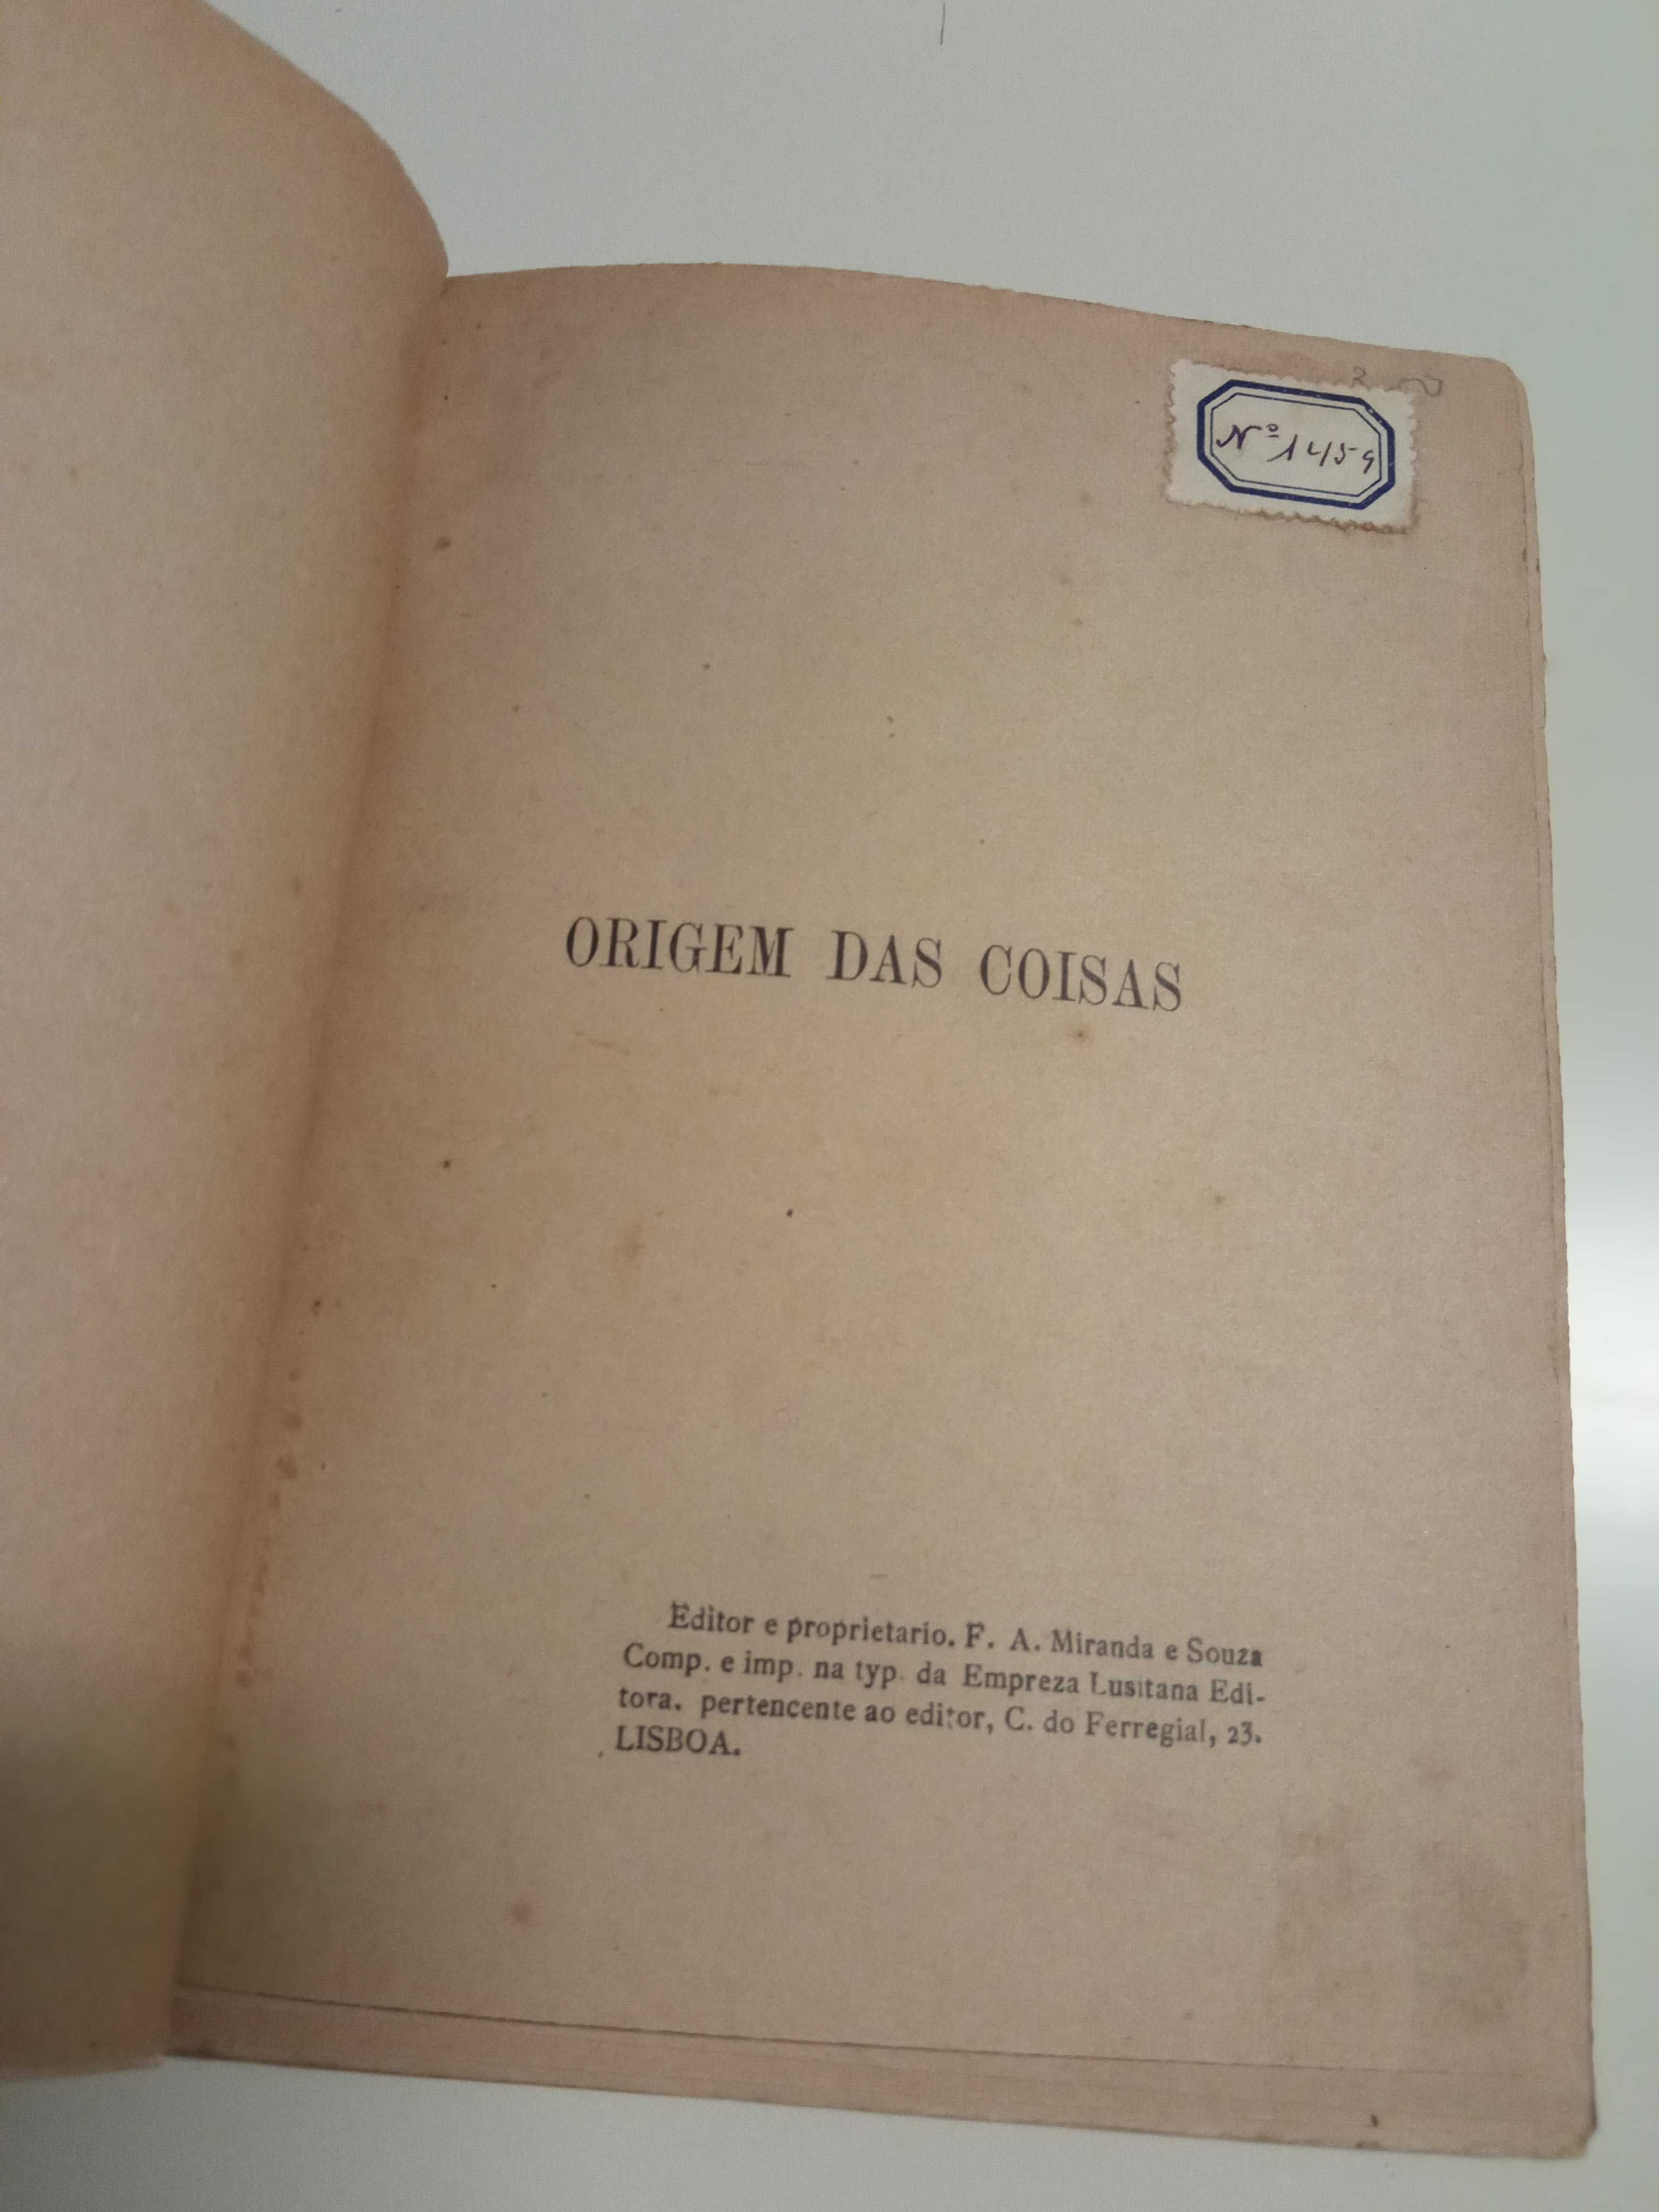 Nº 1459
ORIGEM DAS COISAS
Editor e proprietario. F. A. Miranda e Souza
Comp. e imp. na typ. da Empreza Lusitana Edi-
tora. pertencente ao editor, C. do Ferregial, 23.
LISBOA.